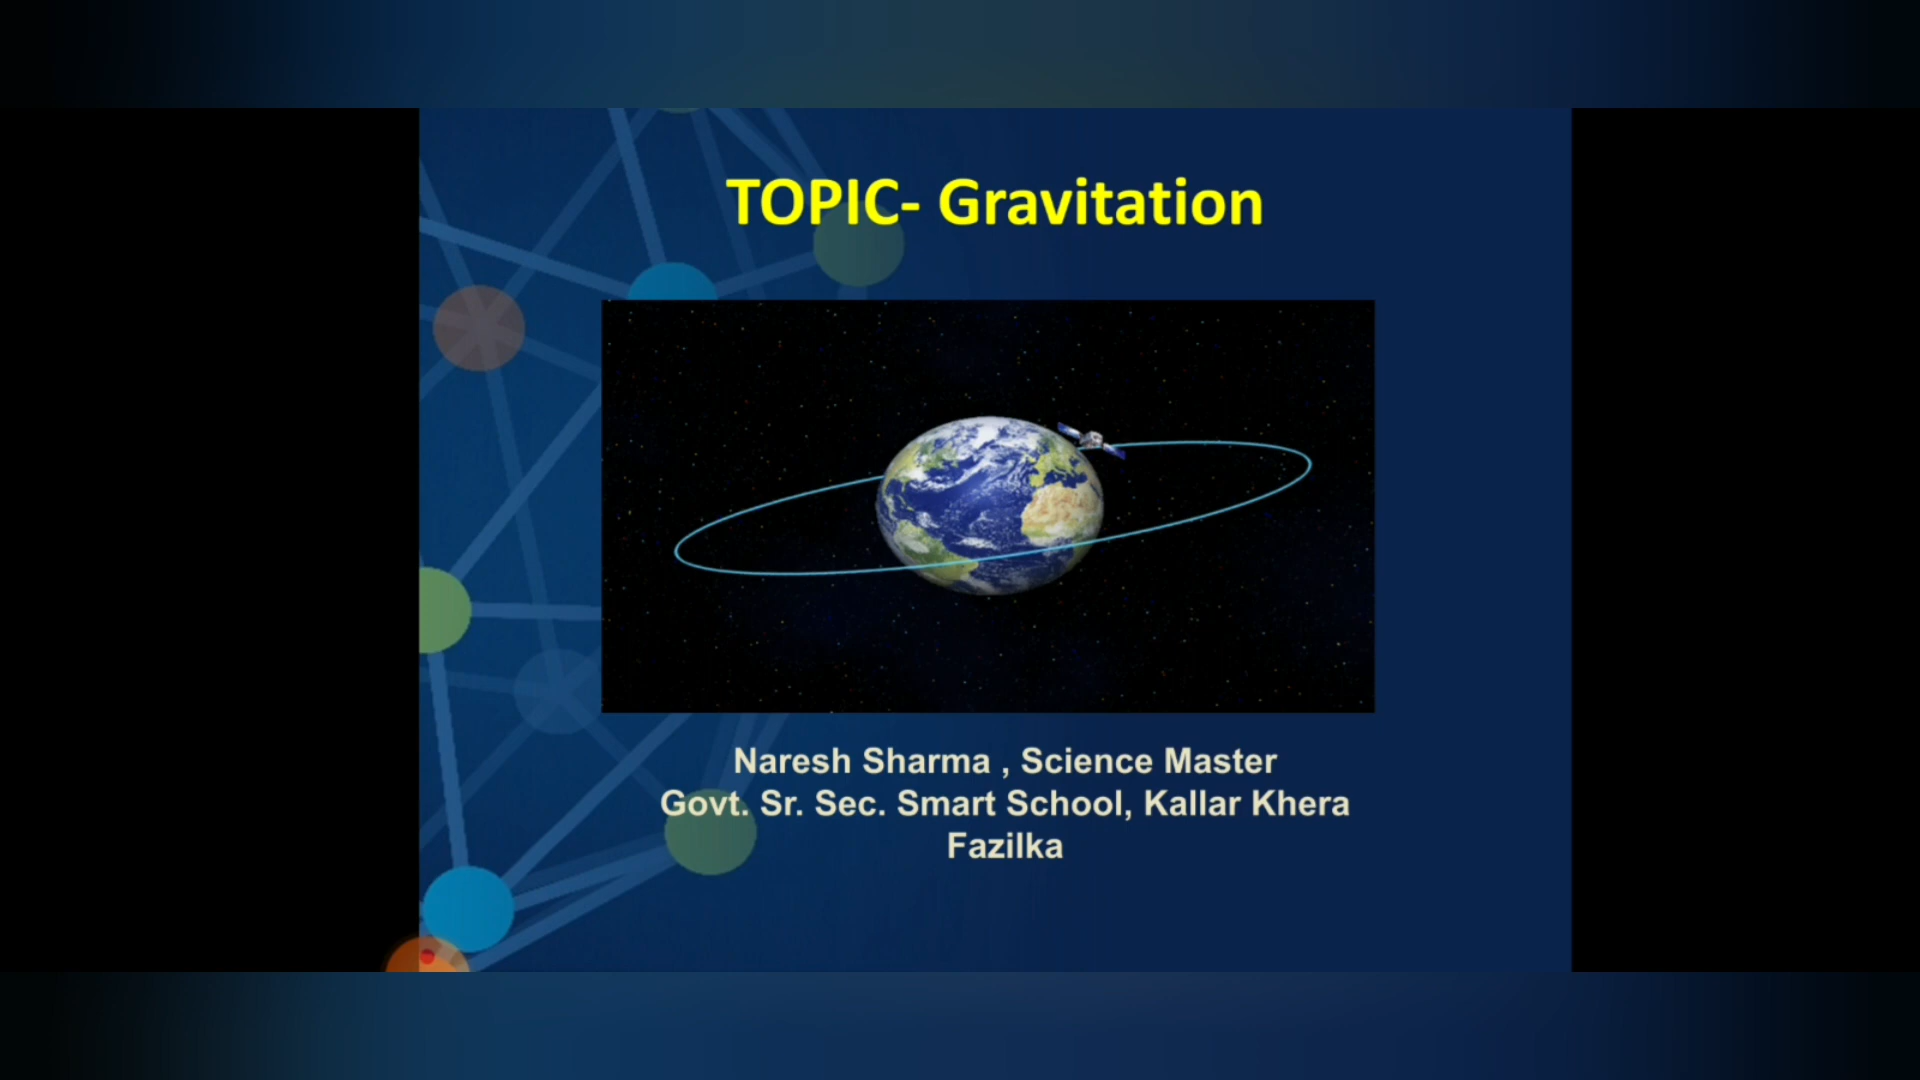 TOPIC- Gravitation
Naresh Sharma , Science Master
Govt. Sr. Sec. Smart School, Kallar Khera
Fazilka